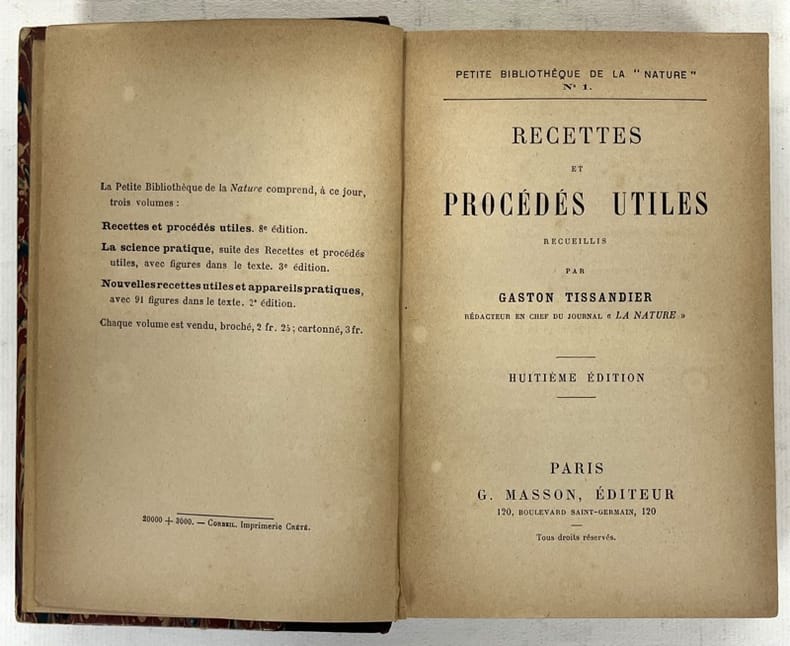 La Petite Bibliothèque de la Nature comprend, à ce jour,
trois volumes :
Recettes et procédés utiles. 8e édition.
La science pratique, suite des Recettes et procédés
utiles, avec figures dans le texte. 3e édition.
Nouvelles recettes utiles et appareils pratiques,
avec 91 figures dans le texte. 2e édition.
Chaque volume est vendu, broché, 2 fr. 25 ; cartonné, 3 fr.
20000 + 3000. — Corbeil. Imprimerie Crété.
PETITE BIBLIOTHÈQUE DE LA "NATURE"
No 1.
RECETTES
ET
PROCÉDÉS UTILES
RECUEILLIS
PAR
GASTON TISSANDIER
RÉDACTEUR EN CHEF DU JOURNAL « LA NATURE »
HUITIÈME ÉDITION
PARIS
G. MASSON, ÉDITEUR
120, BOULEVARD SAINT-GERMAIN, 120
Tous droits réservés.